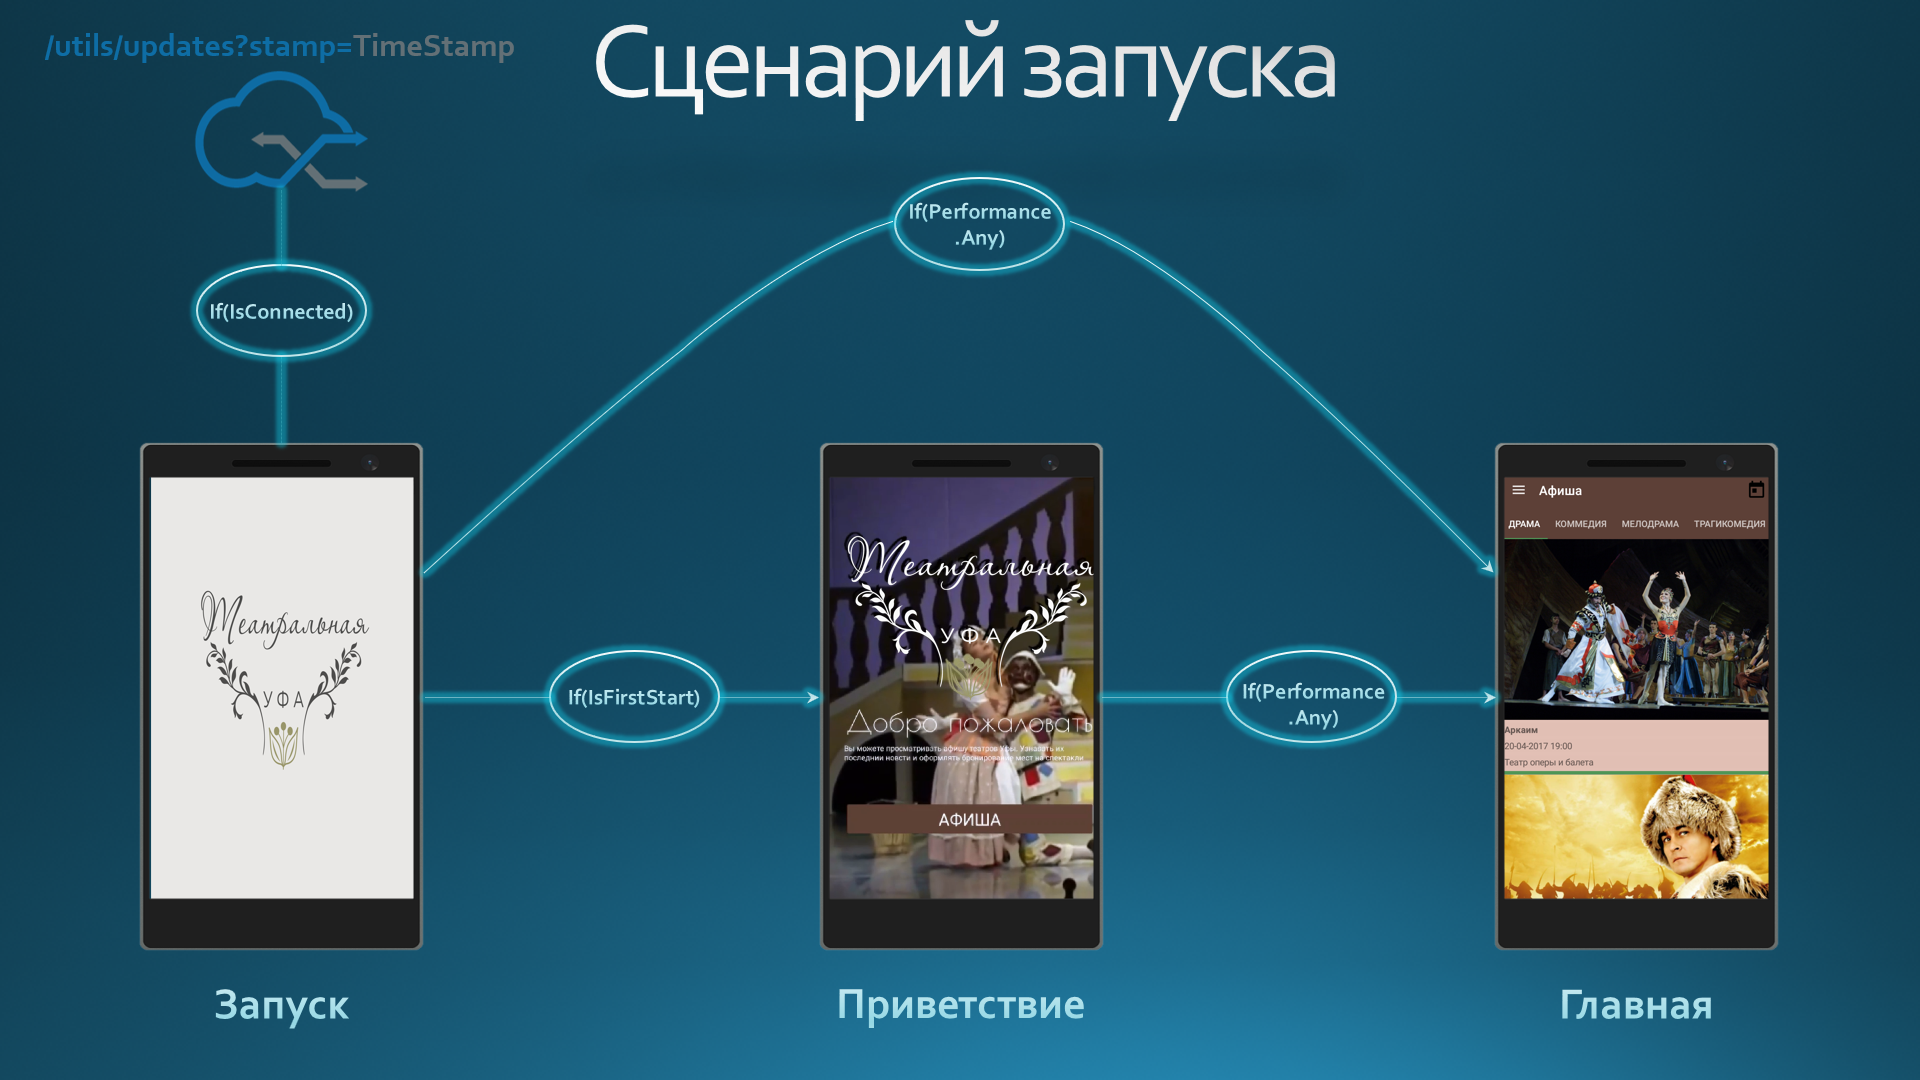 /utils/updates?stamp=TimeStamp
Сценарий запуска
If(Performance
.Any)
If(IsConnected)
Театральная
УФА
If(IsFirstStart)
Театральная
УФА
Добро пожаловать
Вы можете просматривать афишу театров Уфы. Узнавать их
последнии новсти и оформлять бронирование мест на спектакли
АФИША
If(Performance
.Any)
Афиша
ДРАМА КОММЕДИЯ МЕЛОДРАМА ТРАГИКОМЕДИЯ
Аркаим
20-04-2017 19:00
Театр оперы и балета
Запуск
Приветствие
Главная